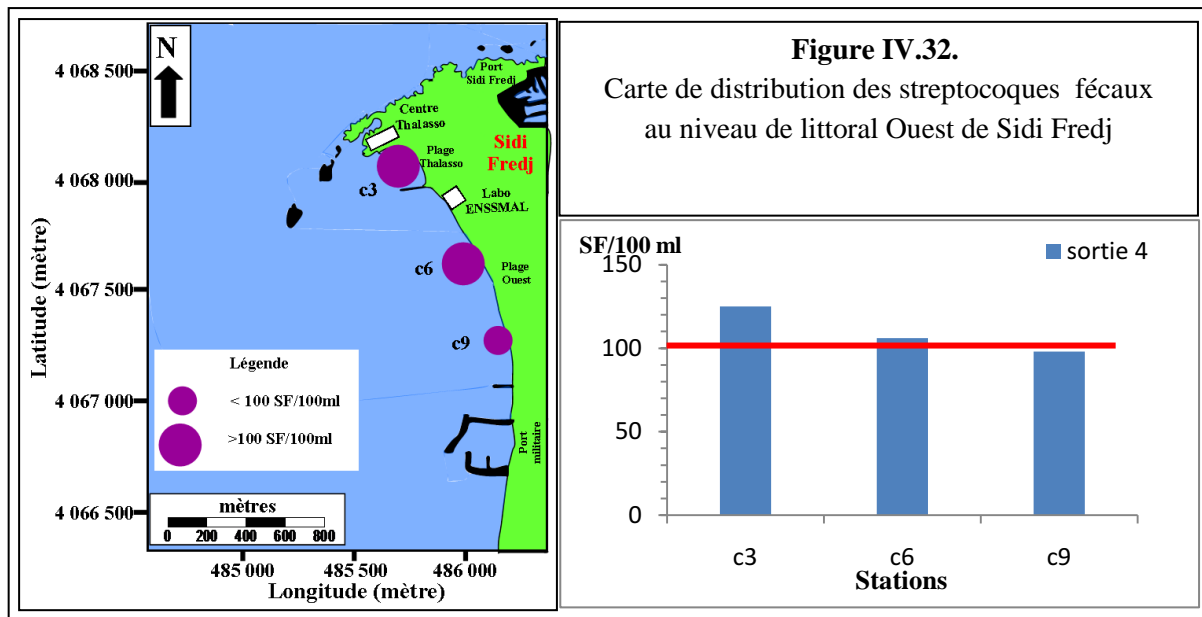 N
4 068 500
4 068 000
4 067 500
4 067 000
4 066 500
Latitude (mètre)
Port
Sidi Fredj
Centre
Thalasso
Sidi
Fredj
Plage
Thalasso
c3
Labo
ENSSMAL
c6
Plage
Ouest
c9
Légende
< 100 SF/100ml
>100 SF/100ml
Port
militaire
mètres
0 200 400 600 800
485 000 485 500 486 000
Longitude (mètre)
Figure IV.32.
Carte de distribution des streptocoques fécaux
au niveau de littoral Ouest de Sidi Fredj
SF/100 ml
sortie 4
150
100
50
0
c3 c6 c9
Stations